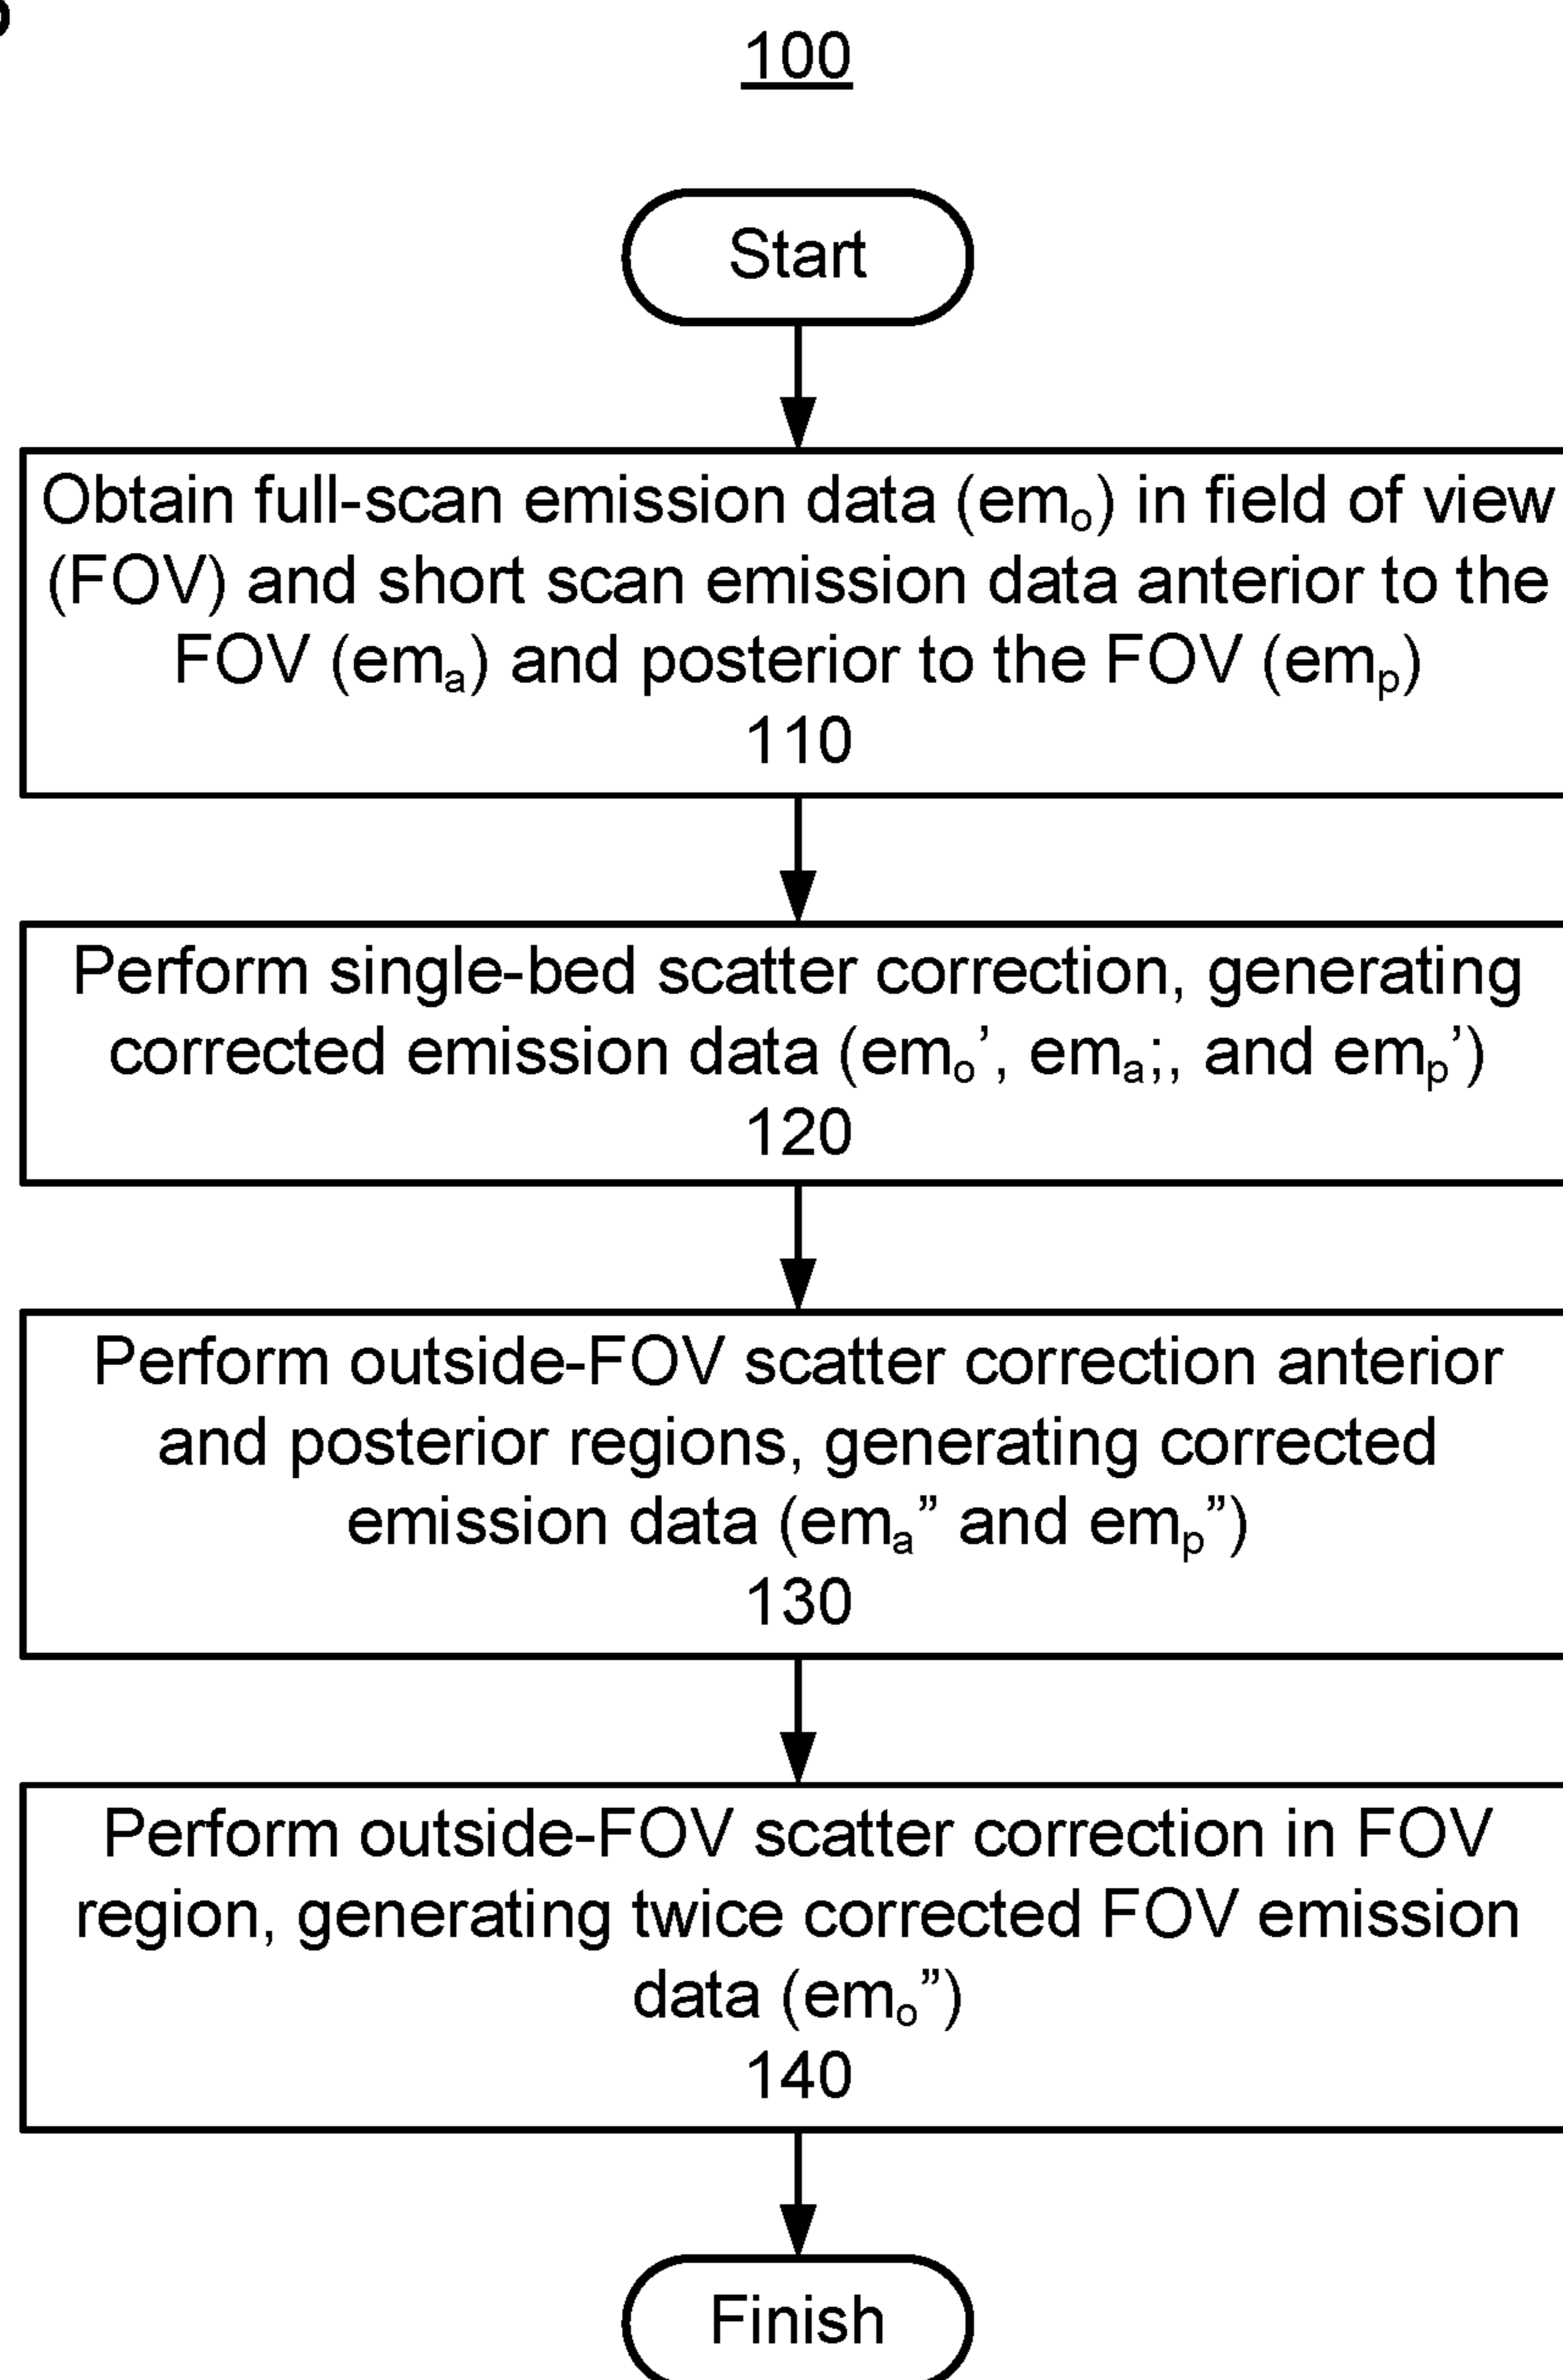 100
Start
Obtain full-scan emission data (emₒ) in field of view
(FOV) and short scan emission data anterior to the
FOV (emₐ) and posterior to the FOV (emₚ)
110
Perform single-bed scatter correction, generating
corrected emission data (emₒ’, emₐ;, and emₚ’)
120
Perform outside-FOV scatter correction anterior
and posterior regions, generating corrected
emission data (emₐ” and emₚ”)
130
Perform outside-FOV scatter correction in FOV
region, generating twice corrected FOV emission
data (emₒ”)
140
Finish